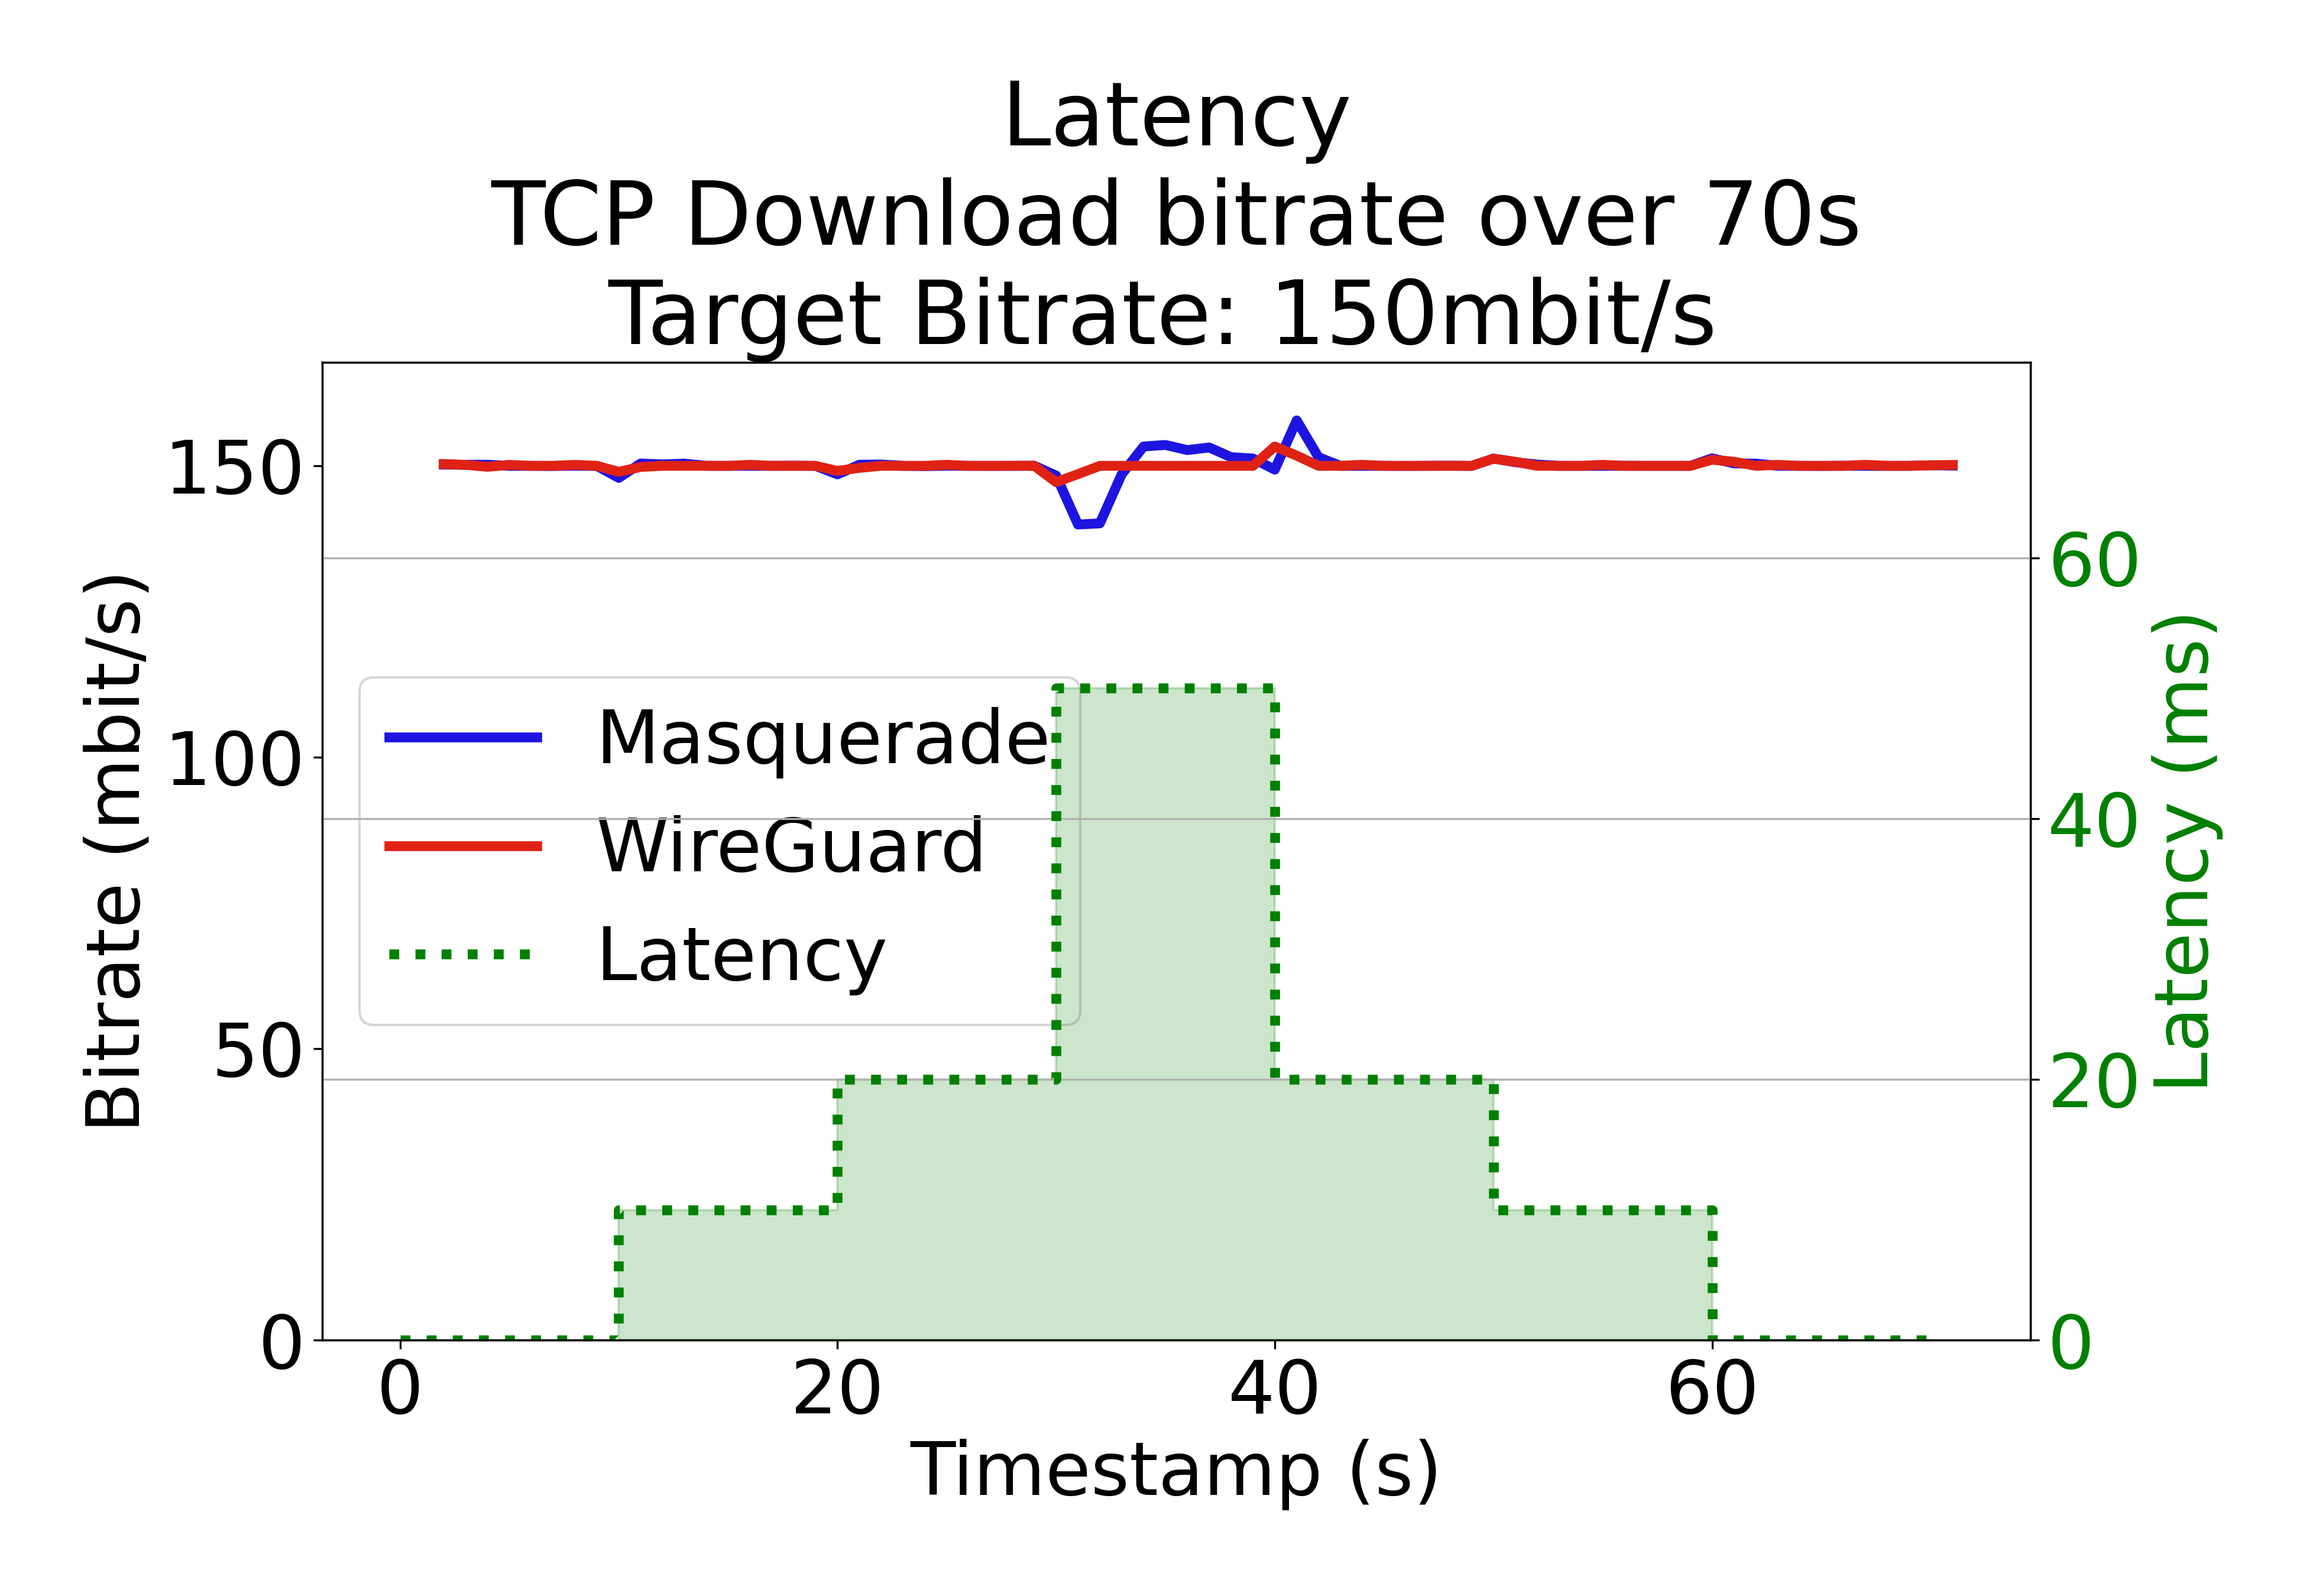 Latency
TCP Download bitrate over 70s
Target Bitrate: 150mbit/s
Bitrate (mbit/s)
150
100
50
0
Masquerade
WireGuard
Latency
60
40
20
0
Latency (ms)
0 20 40 60
Timestamp (s)